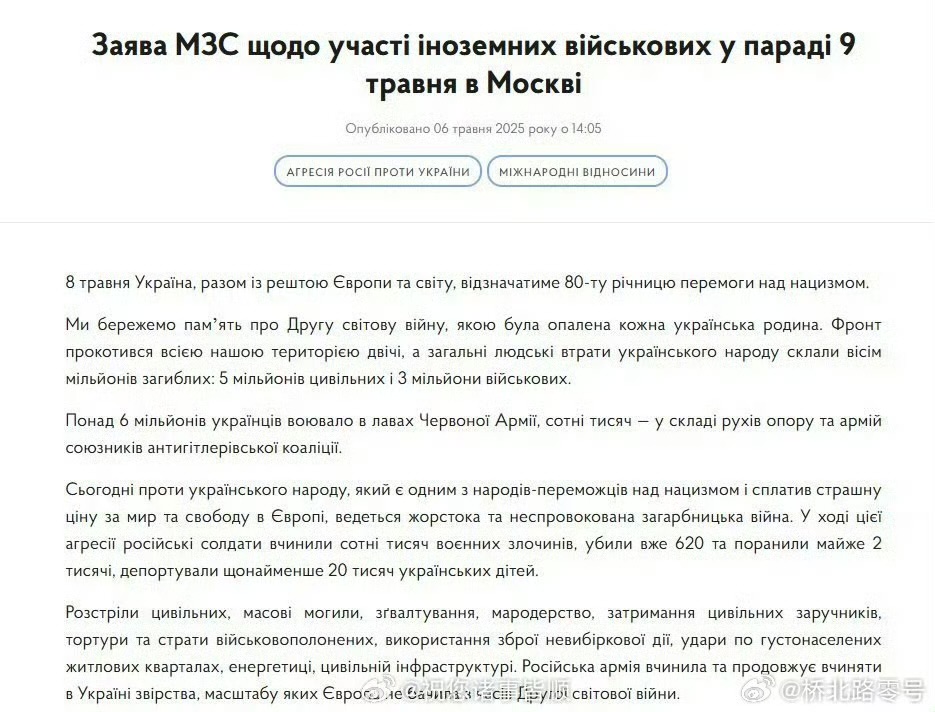 Заява МЗС щодо участі іноземних військових у параді 9
травня в Москві
Опубліковано 06 травня 2025 року о 14:05
АГРЕСІЯ РОСІЇ ПРОТИ УКРАЇНИ МІЖНАРОДНІ ВІДНОСИНИ
8 травня Україна, разом із рештою Європи та світу, відзначатиме 80-ту річницю перемоги над нацизмом.
Ми бережемо пам’ять про Другу світову війну, якою була опалена кожна українська родина. Фронт
прокотився всією нашою територією двічі, а загальні людські втрати українського народу склали вісім
мільйонів загиблих: 5 мільйонів цивільних і 3 мільйони військових.
Понад 6 мільйонів українців воювало в лавах Червоної Армії, сотні тисяч — у складі рухів опору та армій
союзників антигітлерівської коаліції.
Сьогодні проти українського народу, який є одним з народів-переможців над нацизмом і сплатив страшну
ціну за мир та свободу в Європі, ведеться жорстока та неспровокована загарбницька війна. У ході цієї
агресії російські солдати вчинили сотні тисяч воєнних злочинів, убили вже 620 та поранили майже 2
тисячі, депортували щонайменше 20 тисяч українських дітей.
Розстріли цивільних, масові могили, зґвалтування, мародерство, затримання цивільних заручників,
тортури та страти військовополонених, використання зброї невибіркової дії, удари по густонаселених
житлових кварталах, енергетиці, цивільній інфраструктурі. Російська армія вчинила та продовжує вчиняти
в Україні звірства, масштабу яких Європа не бачила з часів Другої світової війни.
@祝您诸事皆顺
@桥北路零号